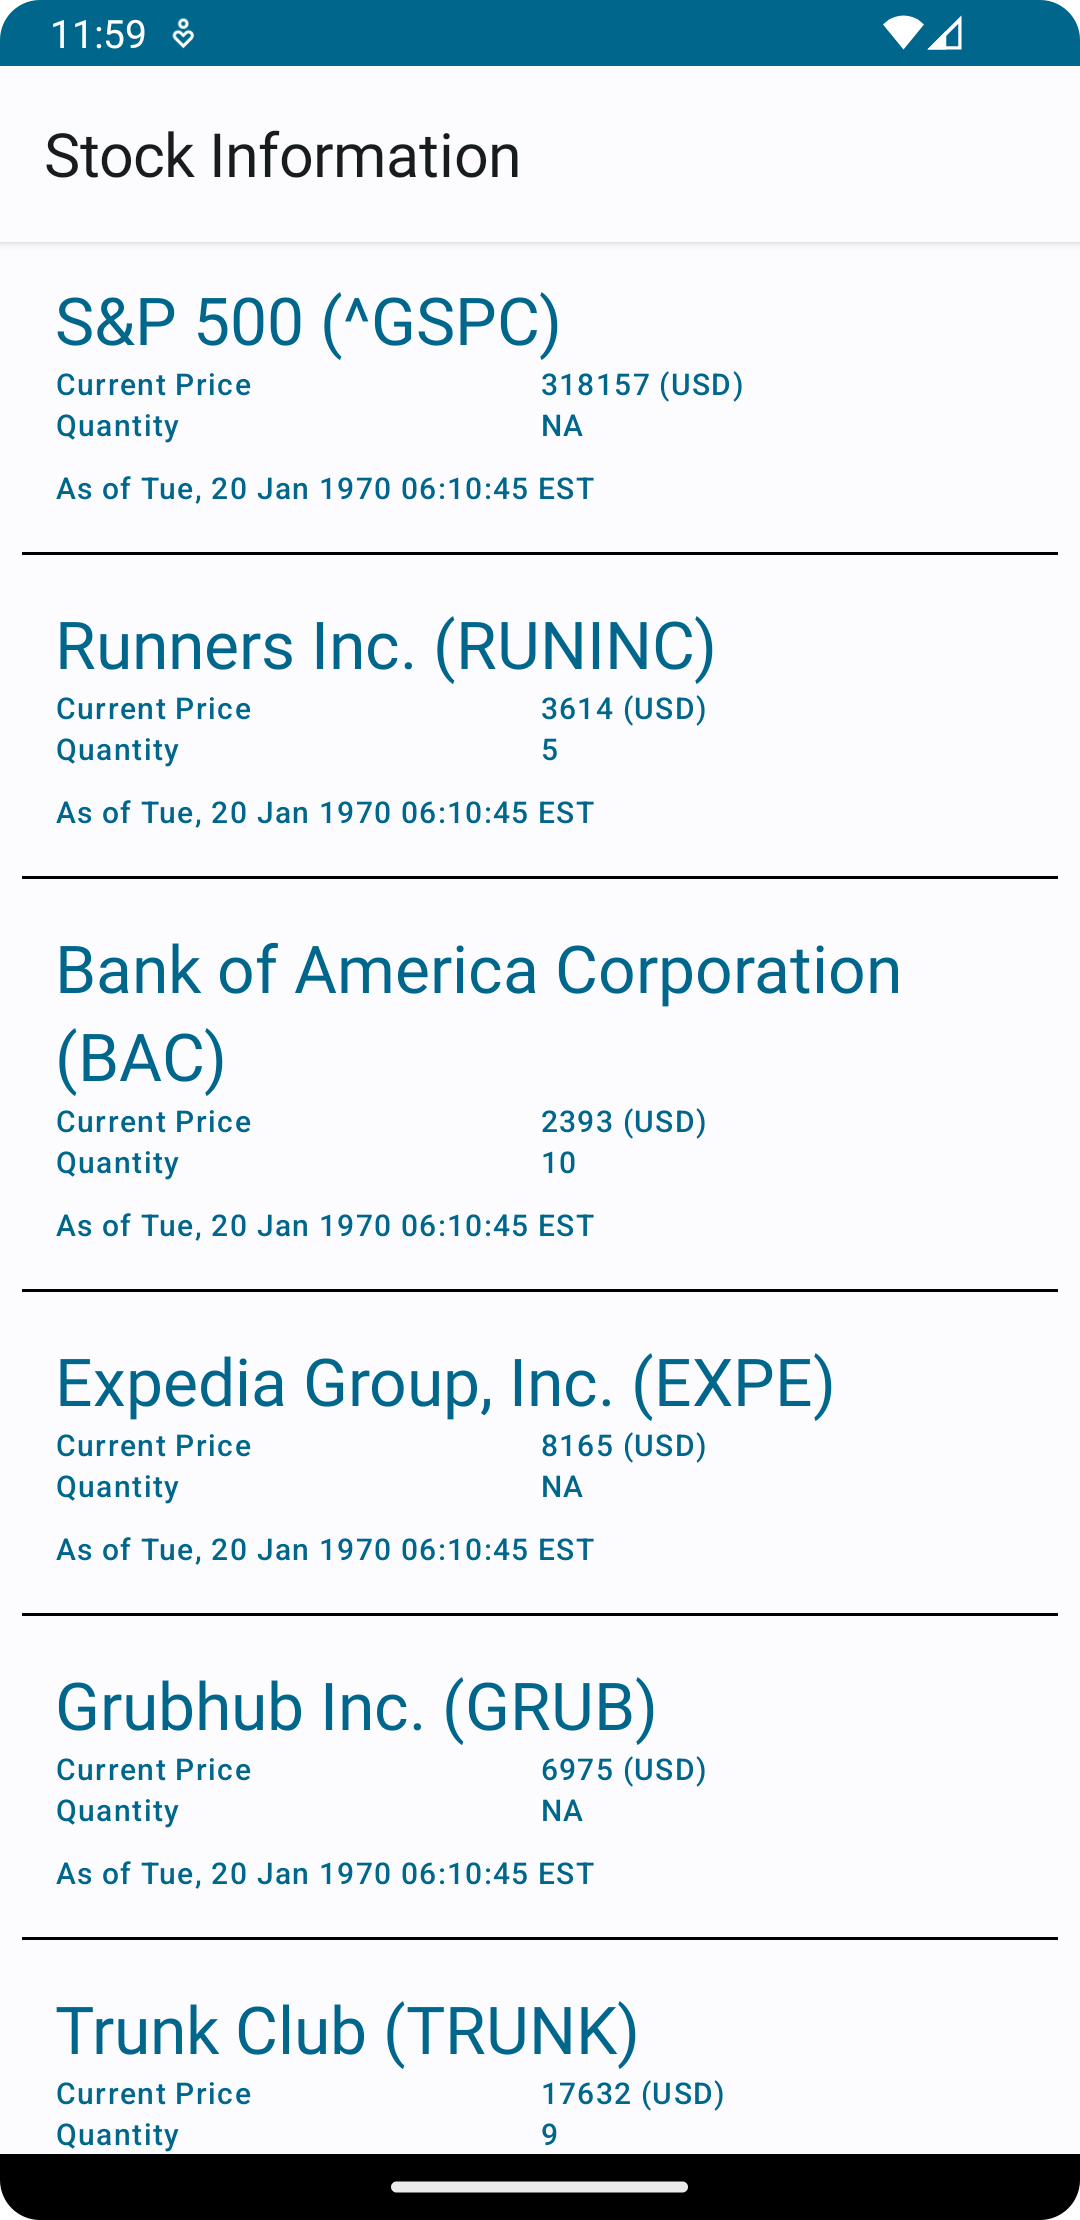 11:59
Stock Information
S&P 500 (^GSPC)
Current Price 318157 (USD)
Quantity NA
As of Tue, 20 Jan 1970 06:10:45 EST
Runners Inc. (RUNINC)
Current Price 3614 (USD)
Quantity 5
As of Tue, 20 Jan 1970 06:10:45 EST
Bank of America Corporation
(BAC)
Current Price 2393 (USD)
Quantity 10
As of Tue, 20 Jan 1970 06:10:45 EST
Expedia Group, Inc. (EXPE)
Current Price 8165 (USD)
Quantity NA
As of Tue, 20 Jan 1970 06:10:45 EST
Grubhub Inc. (GRUB)
Current Price 6975 (USD)
Quantity NA
As of Tue, 20 Jan 1970 06:10:45 EST
Trunk Club (TRUNK)
Current Price 17632 (USD)
Quantity 9